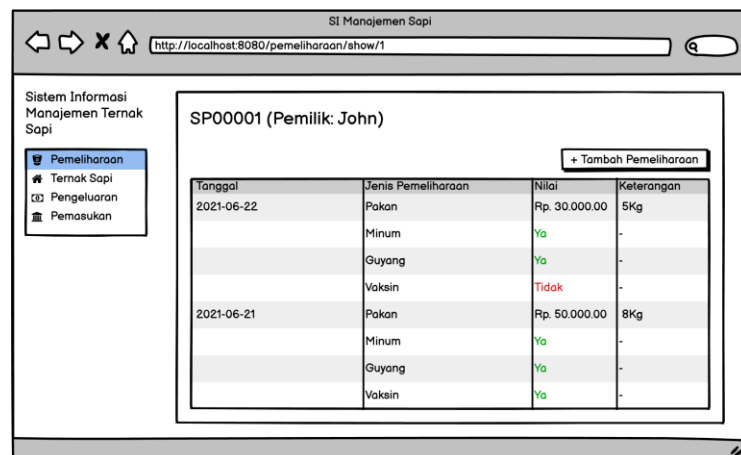 SI Manajemen Sapi
http://localhost:8080/pemeliharaan/show/1
Sistem Informasi
Manajemen Ternak
Sapi
Pemeliharaan
Ternak Sapi
Pengeluaran
Pemasukan
SP00001 (Pemilik: John)
+ Tambah Pemeliharaan
Tanggal Jenis Pemeliharaan Nilai Keterangan
2021-06-22 Pakan Rp. 30.000.00 5Kg
Minum Ya -
Guyang Ya -
Vaksin Tidak -
2021-06-21 Pakan Rp. 50.000.00 8Kg
Minum Ya -
Guyang Ya -
Vaksin Ya -